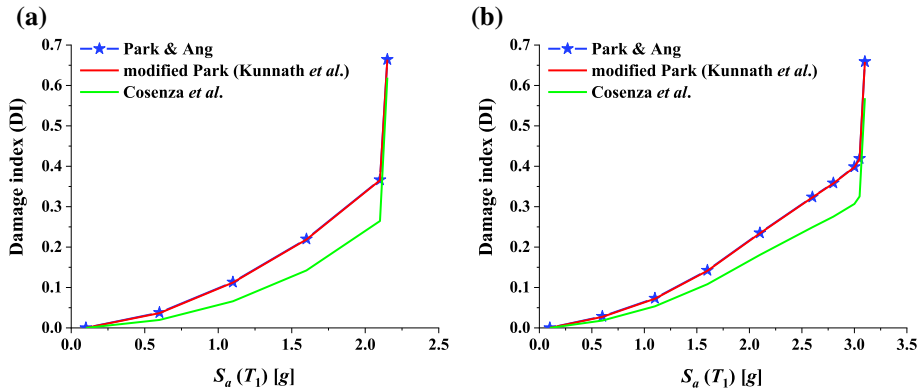 (a)
Park & Ang
modified Park (Kunnath et al.)
Cosenza et al.
Damage index (DI)
0.7
0.6
0.5
0.4
0.3
0.2
0.1
0.0
0.0 0.5 1.0 1.5 2.0 2.5
Sa (T1) [g]
(b)
Park & Ang
modified Park (Kunnath et al.)
Cosenza et al.
Damage index (DI)
0.7
0.6
0.5
0.4
0.3
0.2
0.1
0.0
0.0 0.5 1.0 1.5 2.0 2.5 3.0 3.5
Sa (T1) [g]